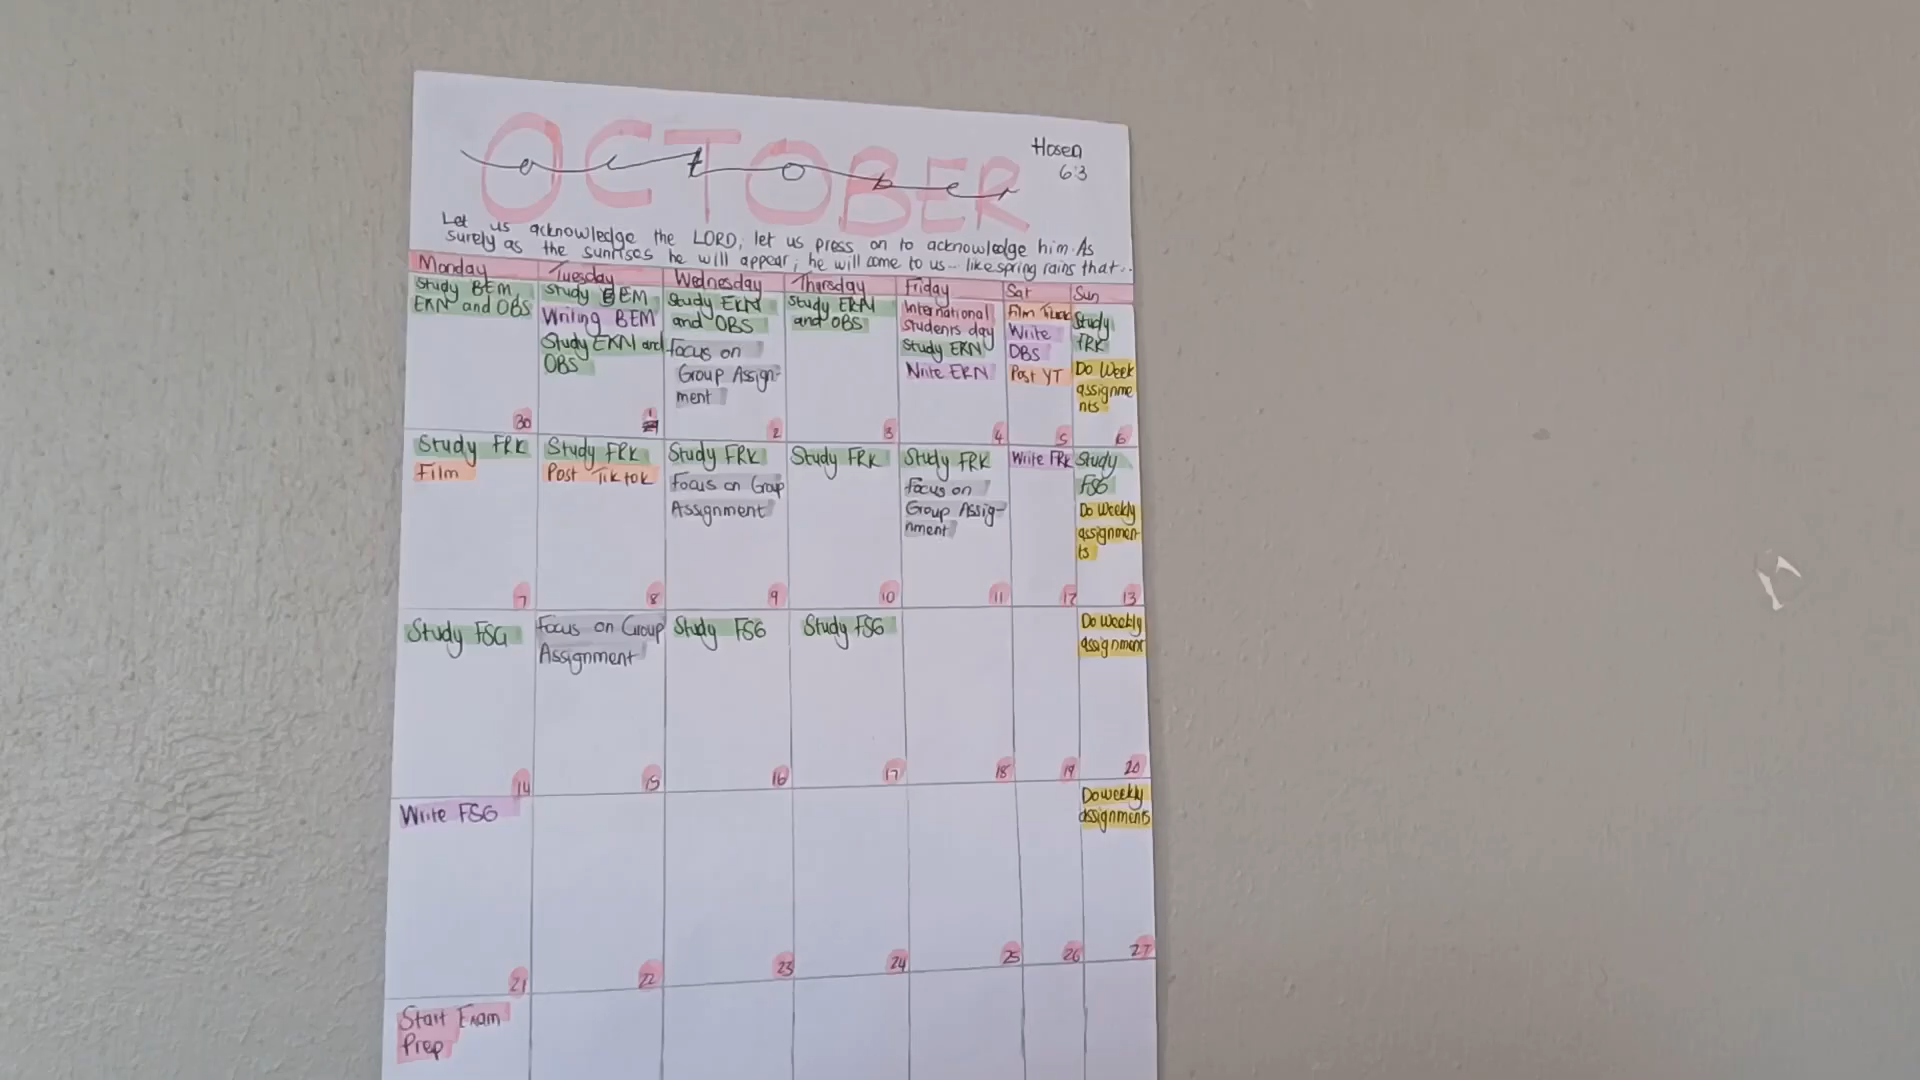 OCTOBER
october
Hosea
6:3
Let us acknowledge the LORD; let us press on to acknowledge him. As
surely as the sunrises he will appear; he will come to us... like spring rains that...
Monday Tuesday Wednesday Thursday Friday Sat Sun
Study BEM,
EKN and OBS
30
Study BEM
Writing BEM
Study EKN and
OBS
1
Study EKN
and OBS
Focus on
Group Assign-
ment
2
Study EKN
and OBS
3
International
students day
Study EKN
Write EKN
4
Film
Write
OBS
Post YT
5
Study
FRK
Do Week
assignme
nts
6
Study FRK
Film
7
Study FRK
Post Tiktok
8
Study FRK
Focus on Group
Assignment
9
Study FRK
10
Study FRK
Focus on
Group Assig-
nment
11
Write FRK
12
Study
FSG
Do Weekly
assignmen-
ts
13
Study FSG
14
Focus on Group
Assignment
15
Study FSG
16
Study FSG
17
18
19
Do Weekly
assignment
20
Write FSG
21
22
23
24
25
26
Do weekly
assignments
27
Start Exam
Prep